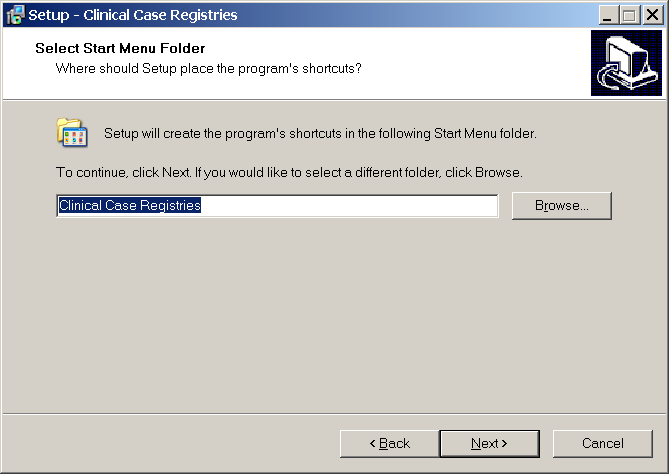 Setup - Clinical Case Registries
Select Start Menu Folder
Where should Setup place the program's shortcuts?
Setup will create the program's shortcuts in the following Start Menu folder.
To continue, click Next. If you would like to select a different folder, click Browse.
Clinical Case Registries
Browse...
< Back
Next >
Cancel